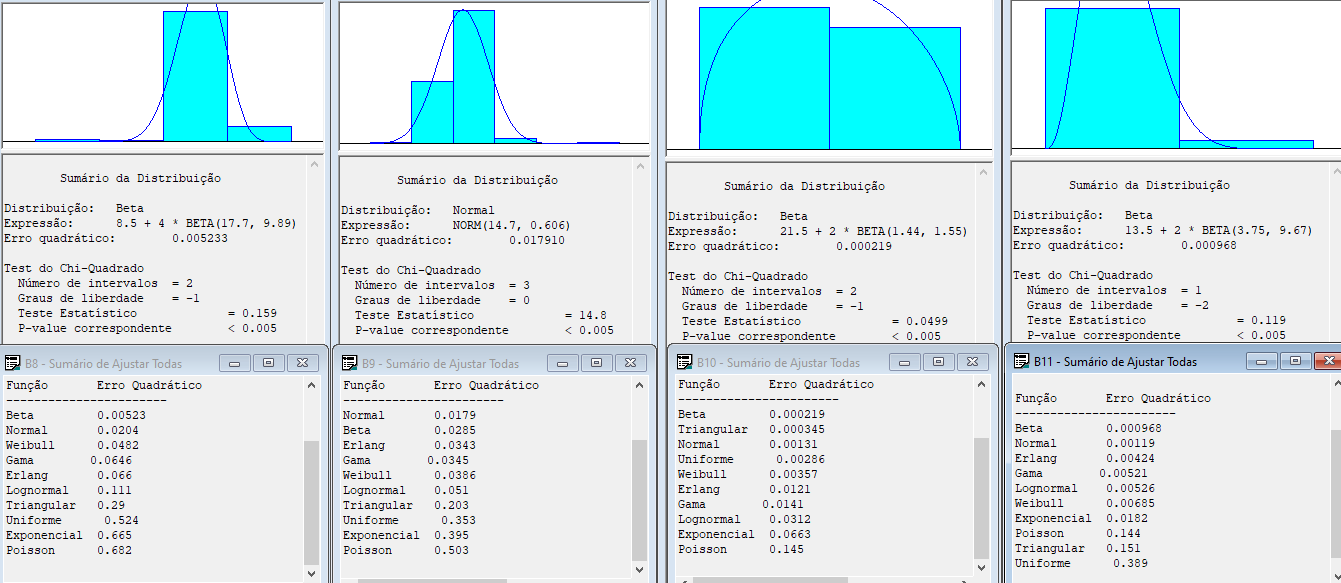 Sumário da Distribuição
Distribuição: Beta
Expressão: 8.5 + 4 * BETA(17.7, 9.89)
Erro quadrático: 0.005233
Test do Chi-Quadrado
Número de intervalos = 2
Graus de liberdade = -1
Teste Estatístico = 0.159
P-value correspondente < 0.005
B8 - Sumário de Ajustar Todas
Função Erro Quadrático
-----------------------
Beta 0.00523
Normal 0.0204
Weibull 0.0482
Gama 0.0646
Erlang 0.066
Lognormal 0.111
Triangular 0.29
Uniforme 0.524
Exponencial 0.665
Poisson 0.682
Sumário da Distribuição
Distribuição: Normal
Expressão: NORM(14.7, 0.606)
Erro quadrático: 0.017910
Test do Chi-Quadrado
Número de intervalos = 3
Graus de liberdade = 0
Teste Estatístico = 14.8
P-value correspondente < 0.005
B9 - Sumário de Ajustar Todas
Função Erro Quadrático
-----------------------
Normal 0.0179
Beta 0.0285
Erlang 0.0343
Gama 0.0345
Weibull 0.0386
Lognormal 0.051
Triangular 0.203
Uniforme 0.353
Exponencial 0.395
Poisson 0.503
Sumário da Distribuição
Distribuição: Beta
Expressão: 21.5 + 2 * BETA(1.44, 1.55)
Erro quadrático: 0.000219
Test do Chi-Quadrado
Número de intervalos = 2
Graus de liberdade = -1
Teste Estatístico = 0.0499
P-value correspondente < 0.005
B10 - Sumário de Ajustar Todas
Função Erro Quadrático
-----------------------
Beta 0.000219
Triangular 0.000345
Normal 0.00131
Uniforme 0.00286
Weibull 0.00357
Erlang 0.0121
Gama 0.0141
Lognormal 0.0312
Exponencial 0.0663
Poisson 0.145
Sumário da Distribuição
Distribuição: Beta
Expressão: 13.5 + 2 * BETA(3.75, 9.67)
Erro quadrático: 0.000968
Test do Chi-Quadrado
Número de intervalos = 1
Graus de liberdade = -2
Teste Estatístico = 0.119
P-value correspondente < 0.005
B11 - Sumário de Ajustar Todas
Função Erro Quadrático
-----------------------
Beta 0.000968
Normal 0.00119
Erlang 0.00424
Gama 0.00521
Lognormal 0.00526
Weibull 0.00685
Exponencial 0.0182
Poisson 0.144
Triangular 0.151
Uniforme 0.389